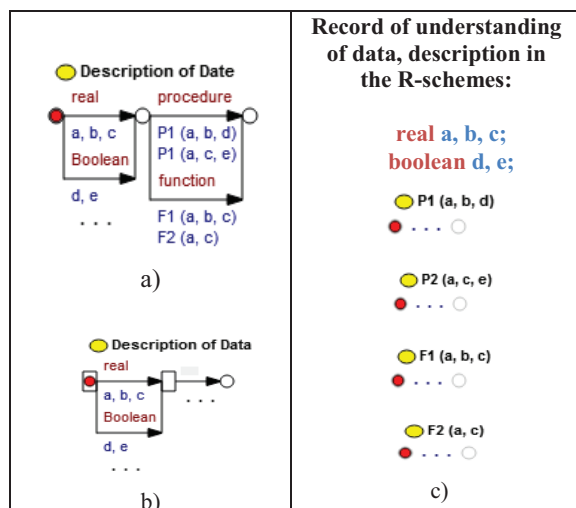 Description of Date
real procedure
a, b, c P1 (a, b, d)
Boolean P1 (a, c, e)
function
d, e F1 (a, b, c)
. . . F2 (a, c)
a)
Description of Data
real
a, b, c . . .
Boolean
d, e
. . .
b)
Record of understanding
of data, description in
the R-schemes:
real a, b, c;
boolean d, e;
P1 (a, b, d)
. . .
P2 (a, c, e)
. . .
F1 (a, b, c)
. . .
F2 (a, c)
. . .
c)